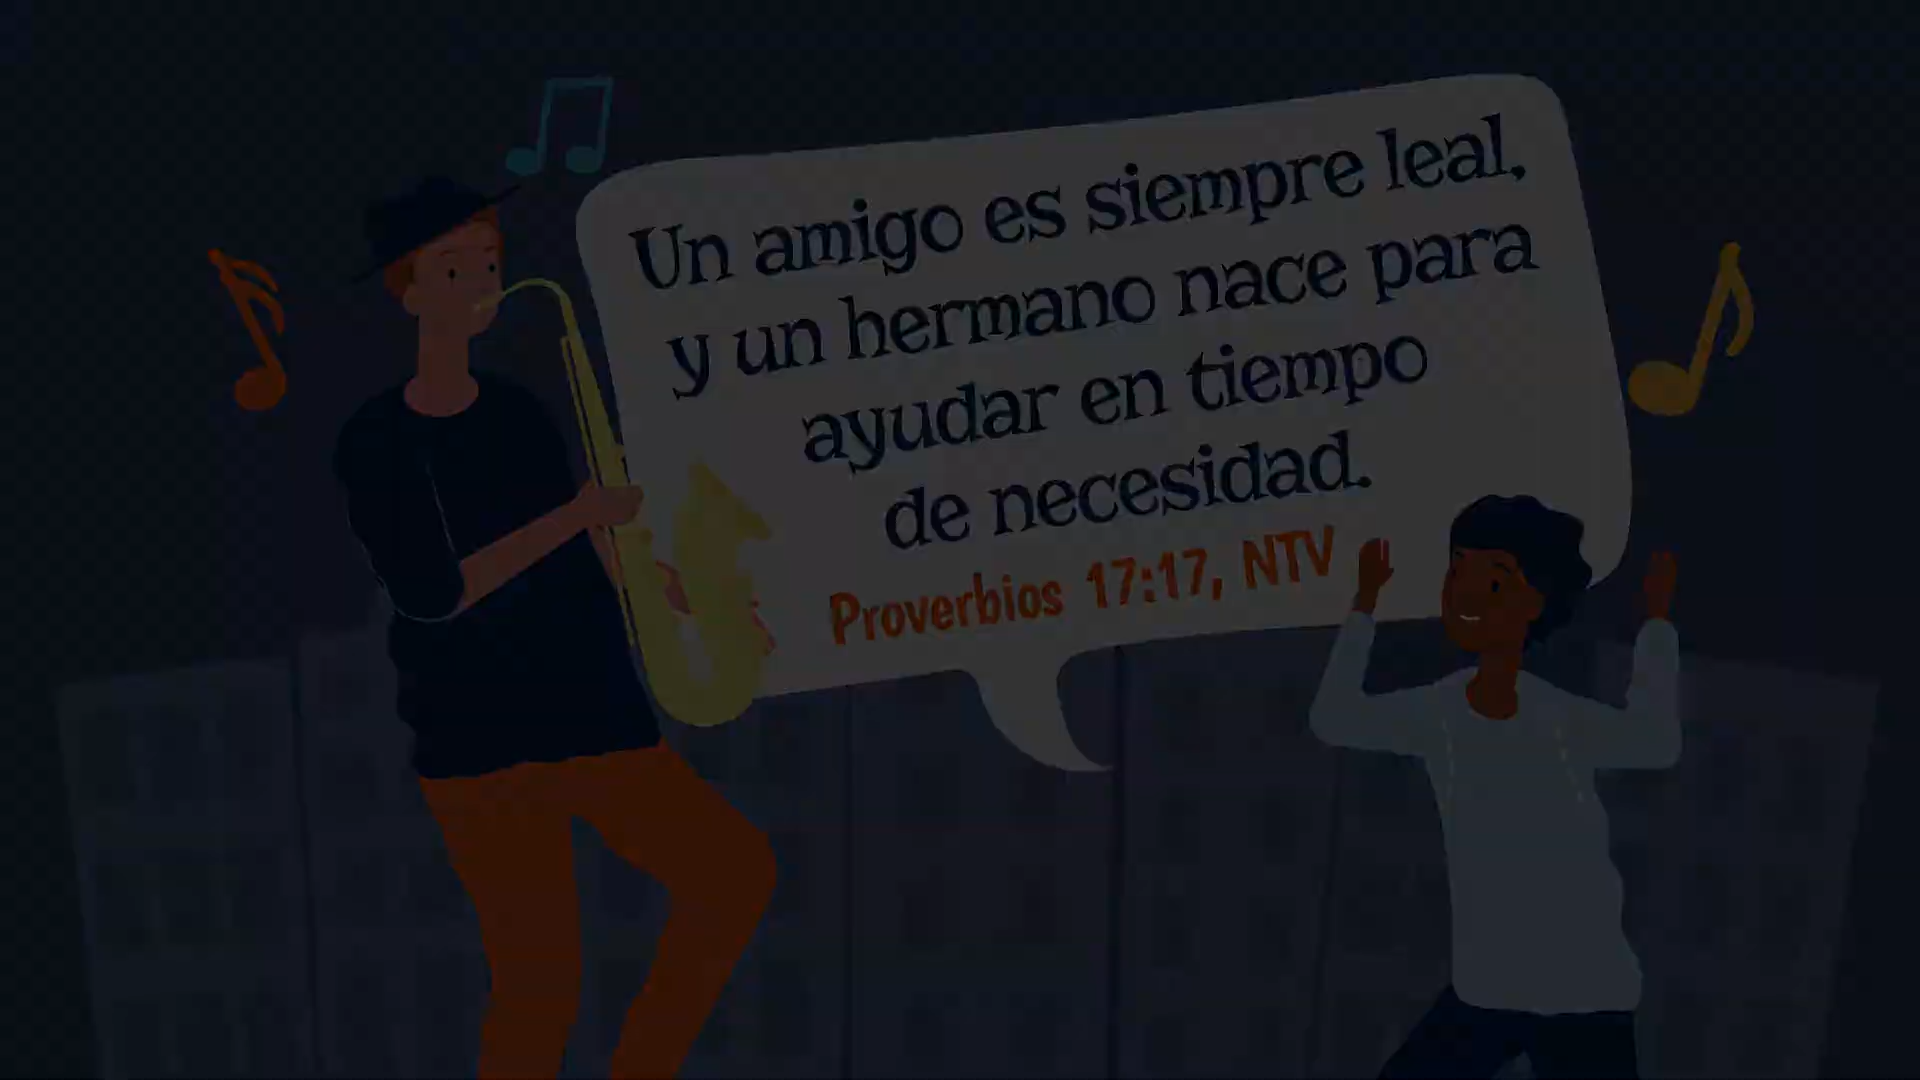 Un amigo es siempre leal,
y un hermano nace para
ayudar en tiempo
de necesidad.
Proverbios 17:17, NTV